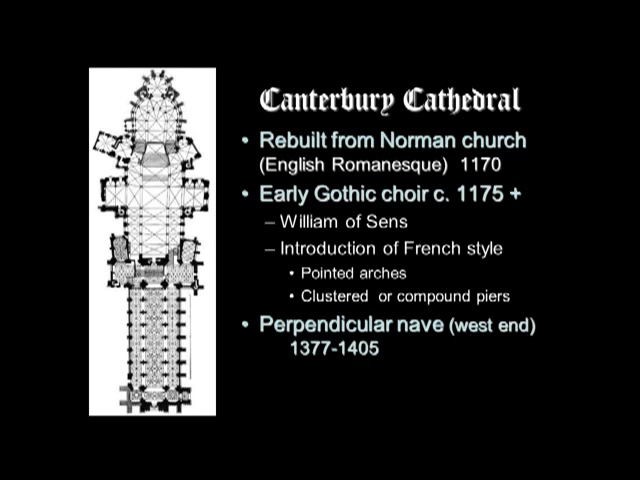 Canterbury Cathedral
• Rebuilt from Norman church
(English Romanesque) 1170
• Early Gothic choir c. 1175 +
– William of Sens
– Introduction of French style
• Pointed arches
• Clustered or compound piers
• Perpendicular nave (west end)
1377-1405